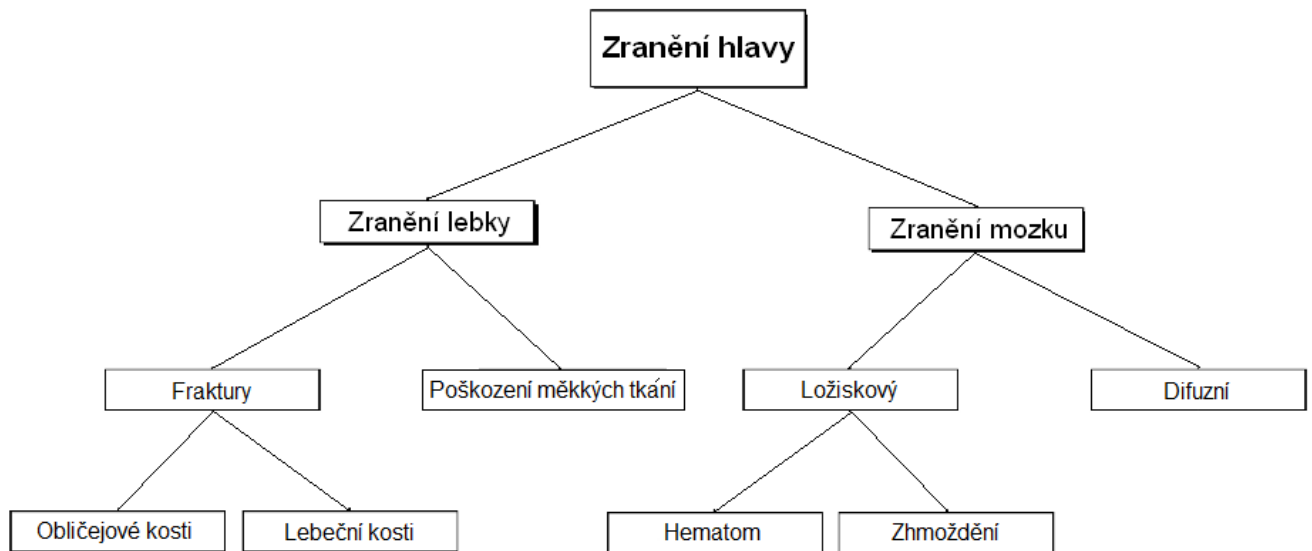 Zranění hlavy
Zranění lebky
Zranění mozku
Fraktury
Poškození měkkých tkání
Ložiskový
Difuzní
Obličejové kosti
Lebeční kosti
Hematom
Zhmoždění